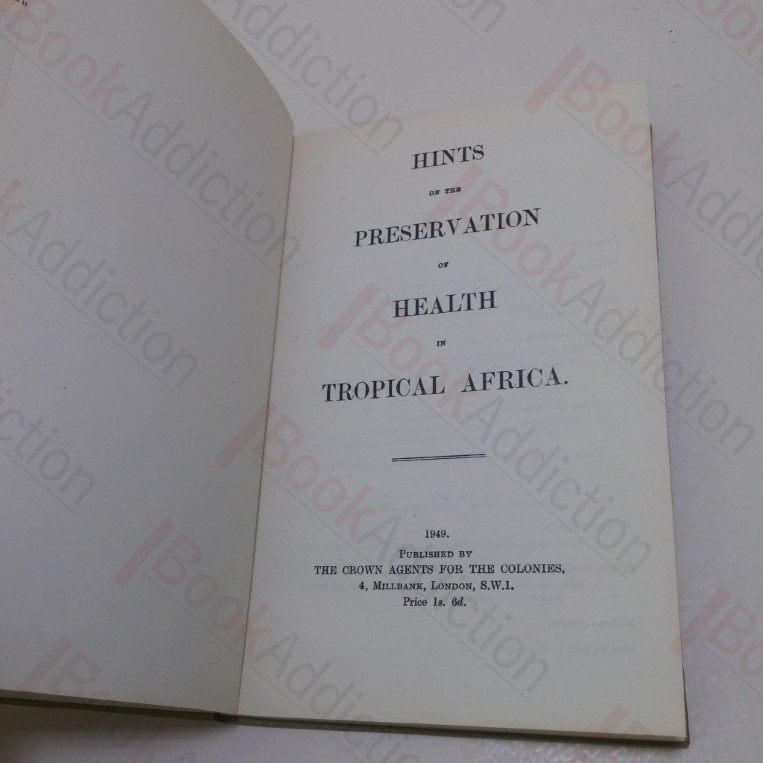 HINTS
ON THE
PRESERVATION
OF
HEALTH
IN
TROPICAL AFRICA.
1949.
PUBLISHED BY
THE CROWN AGENTS FOR THE COLONIES,
4, MILLBANK, LONDON, S.W.1.
Price 1s. 6d.
BookAddiction